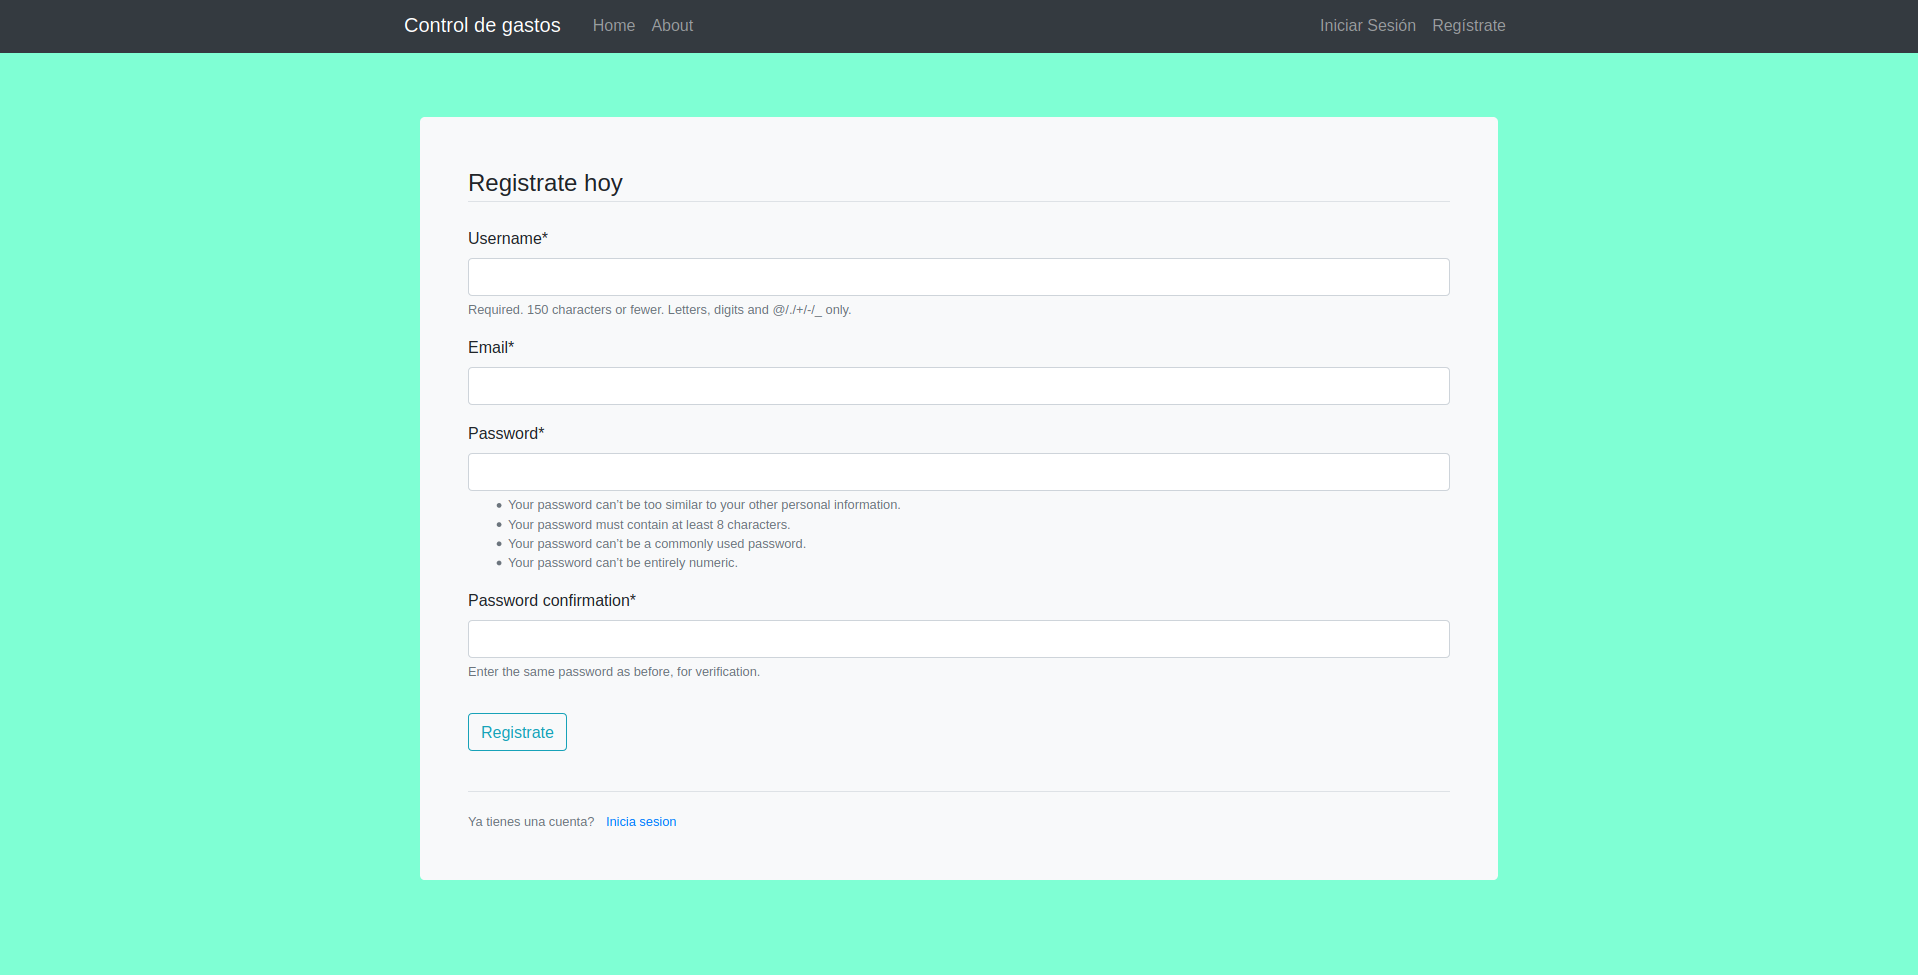 Control de gastos Home About Iniciar Sesión Regístrate
Registrate hoy
Username*
Required. 150 characters or fewer. Letters, digits and @/./+/-/_ only.
Email*
Password*
• Your password can’t be too similar to your other personal information.
• Your password must contain at least 8 characters.
• Your password can’t be a commonly used password.
• Your password can’t be entirely numeric.
Password confirmation*
Enter the same password as before, for verification.
Registrate
Ya tienes una cuenta? Inicia sesion